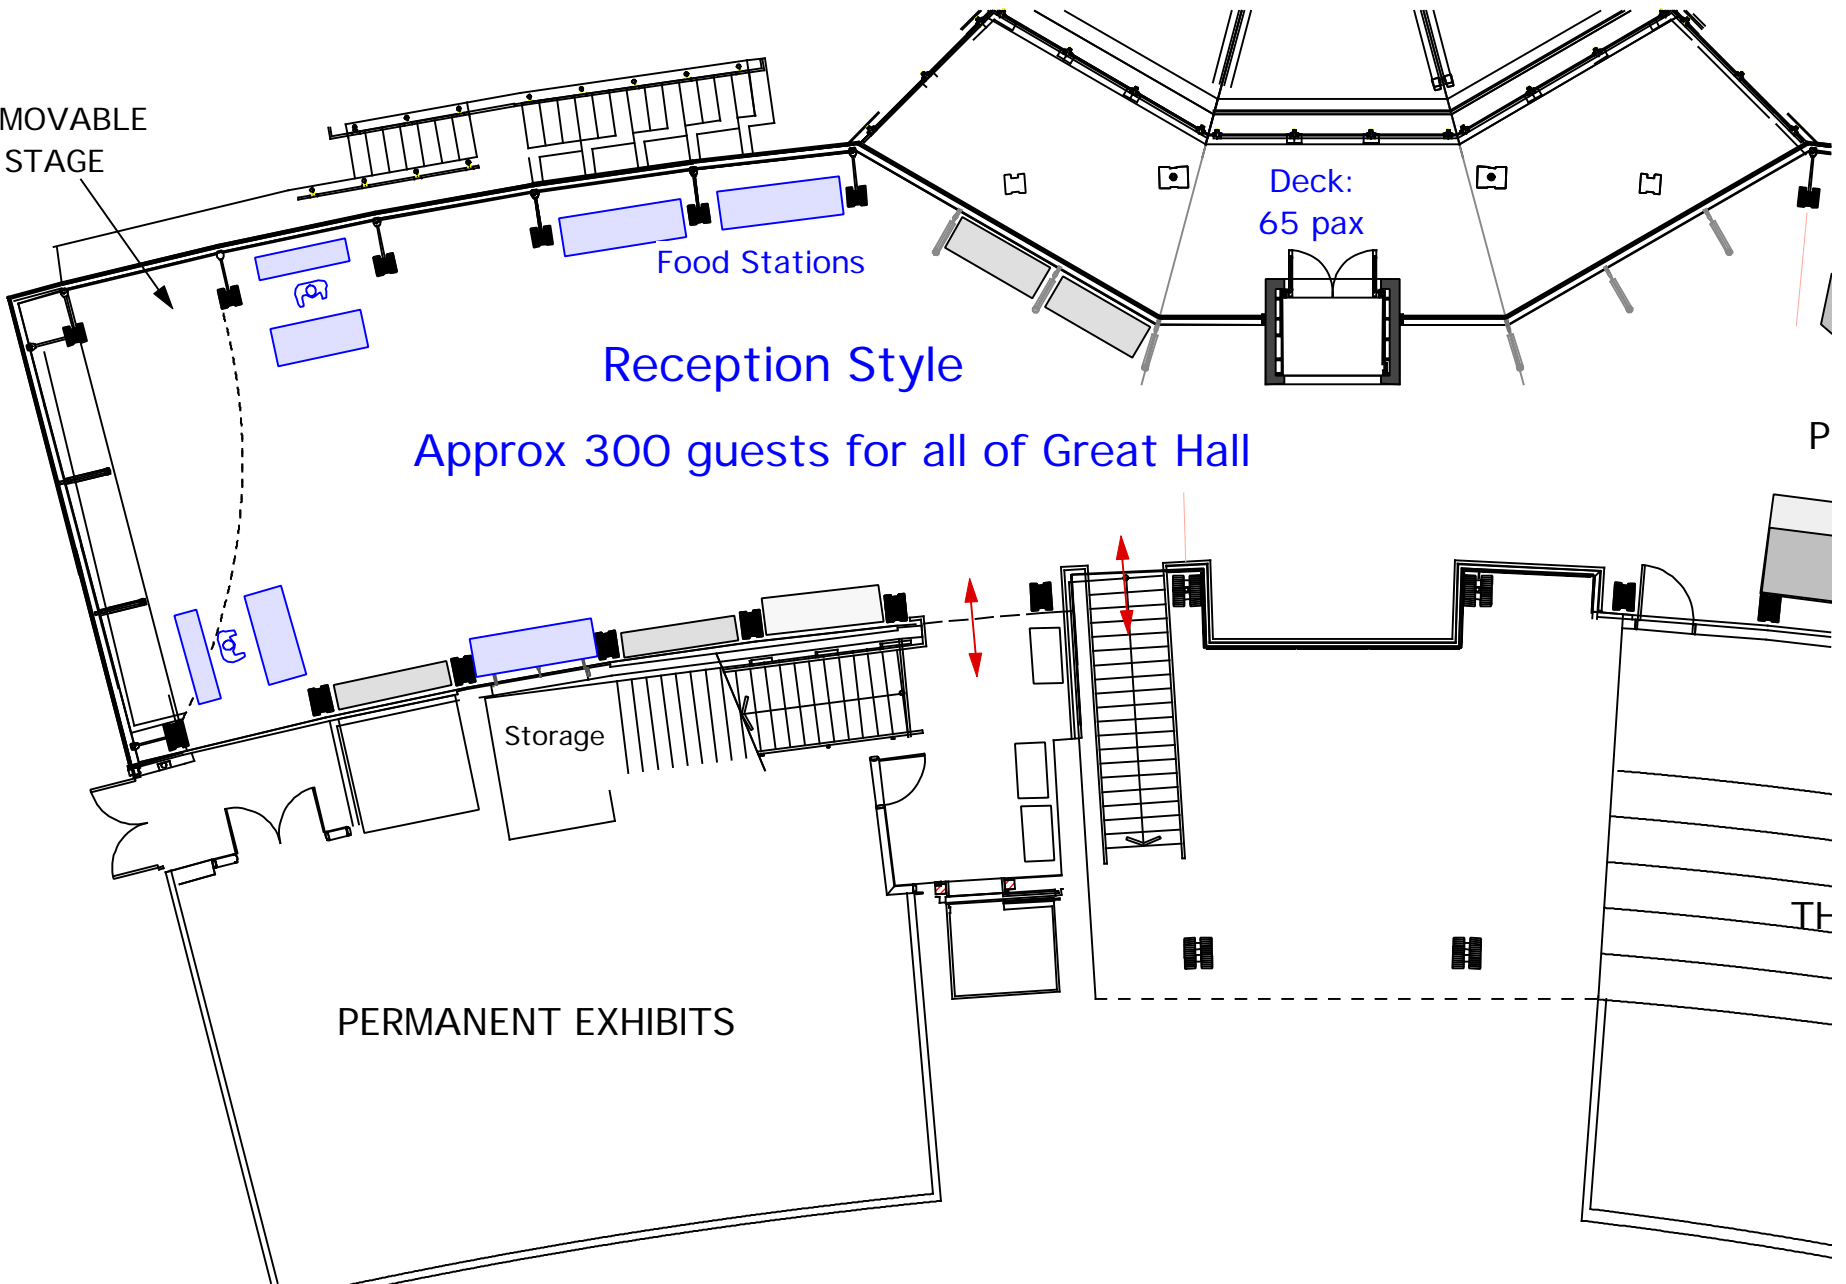 MOVABLE
STAGE
Deck:
65 pax
Food Stations
Reception Style
Approx 300 guests for all of Great Hall
P
Storage
TH
PERMANENT EXHIBITS